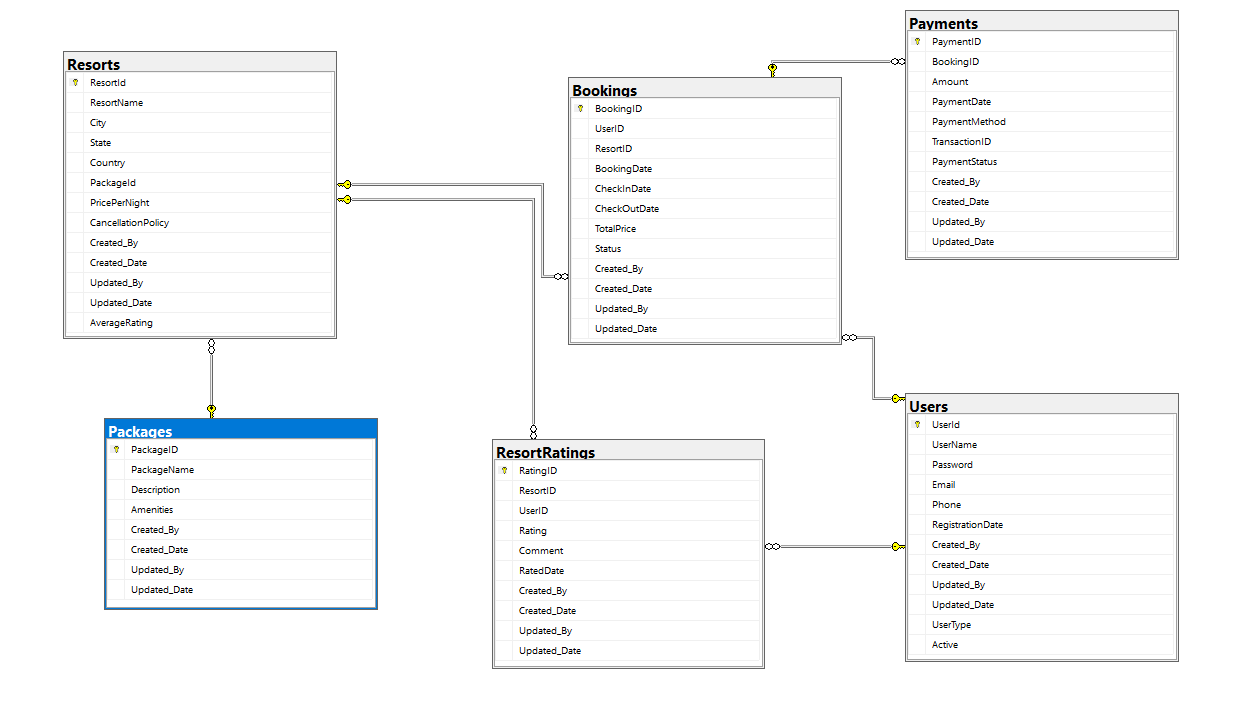 Resorts
ResortId
ResortName
City
State
Country
PackageId
PricePerNight
CancellationPolicy
Created_By
Created_Date
Updated_By
Updated_Date
AverageRating
Packages
PackageID
PackageName
Description
Amenities
Created_By
Created_Date
Updated_By
Updated_Date
Bookings
BookingID
UserID
ResortID
BookingDate
CheckInDate
CheckOutDate
TotalPrice
Status
Created_By
Created_Date
Updated_By
Updated_Date
ResortRatings
RatingID
ResortID
UserID
Rating
Comment
RatedDate
Created_By
Created_Date
Updated_By
Updated_Date
Payments
PaymentID
BookingID
Amount
PaymentDate
PaymentMethod
TransactionID
PaymentStatus
Created_By
Created_Date
Updated_By
Updated_Date
Users
UserId
UserName
Password
Email
Phone
RegistrationDate
Created_By
Created_Date
Updated_By
Updated_Date
UserType
Active